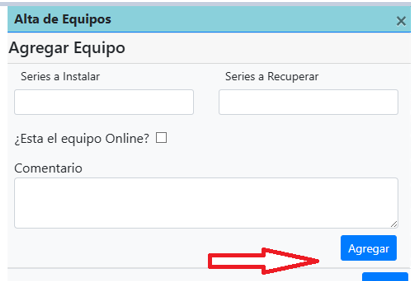 Alta de Equipos ×
Agregar Equipo
Series a Instalar Series a Recuperar
¿Esta el equipo Online?
Comentario
Agregar